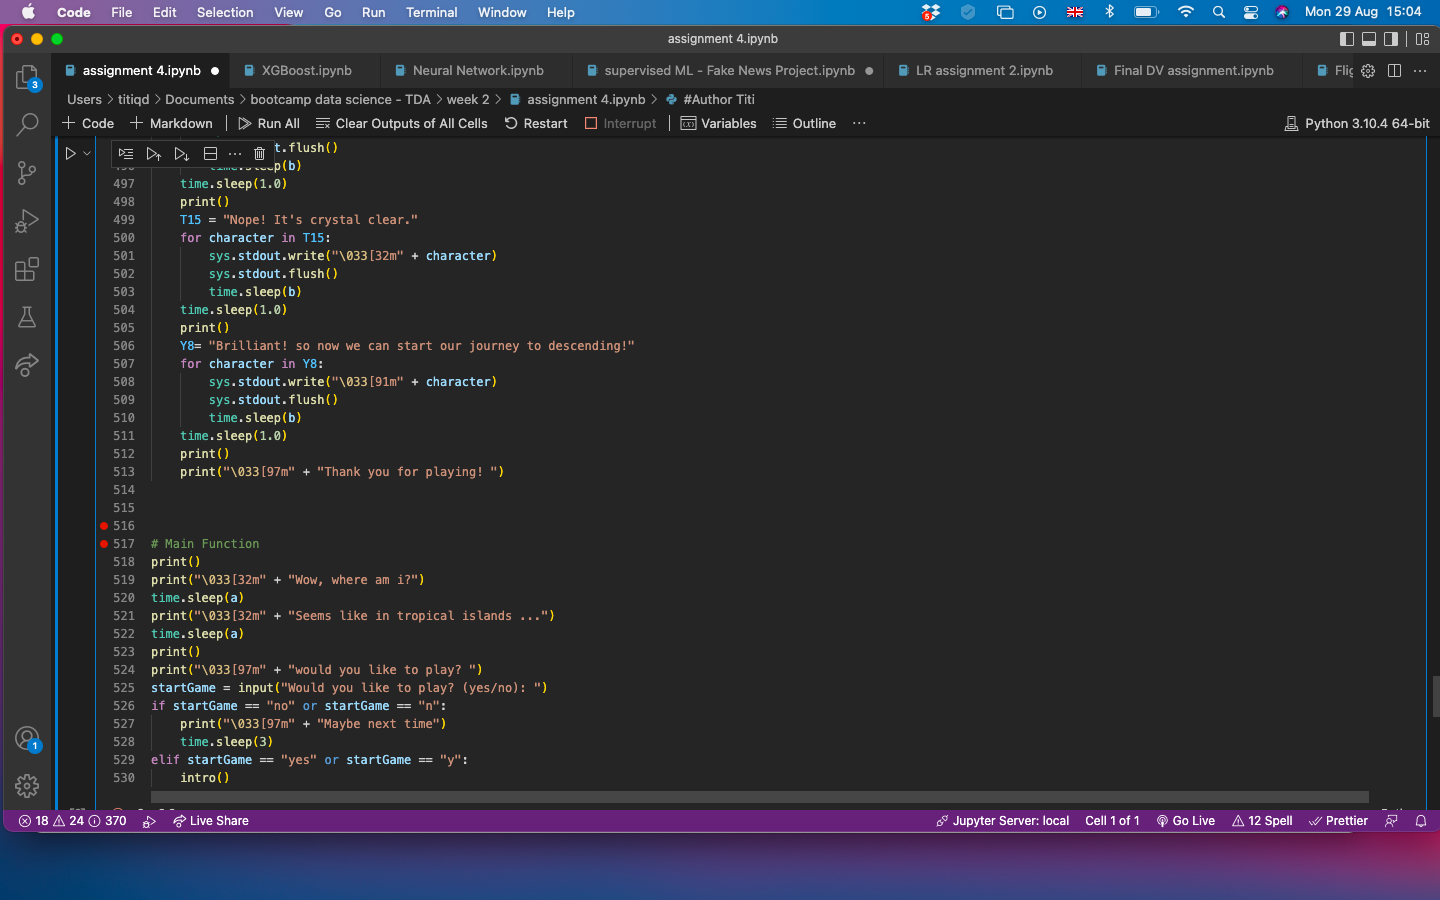 Code File Edit Selection View Go Run Terminal Window Help 5 Mon 29 Aug 15:04
assignment 4.ipynb
3
assignment 4.ipynb XGBoost.ipynb Neural Network.ipynb supervised ML - Fake News Project.ipynb LR assignment 2.ipynb Final DV assignment.ipynb Flig
Users > titiqd > Documents > bootcamp data science - TDA > week 2 > assignment 4.ipynb > #Author Titi
+ Code + Markdown Run All Clear Outputs of All Cells Restart Interrupt Variables Outline ... Python 3.10.4 64-bit
t.flush()
time.sleep(b)
497 time.sleep(1.0)
498 print()
499 T15 = "Nope! It's crystal clear."
500 for character in T15:
501 sys.stdout.write("\033[32m" + character)
502 sys.stdout.flush()
503 time.sleep(b)
504 time.sleep(1.0)
505 print()
506 Y8= "Brilliant! so now we can start our journey to descending!"
507 for character in Y8:
508 sys.stdout.write("\033[91m" + character)
509 sys.stdout.flush()
510 time.sleep(b)
511 time.sleep(1.0)
512 print()
513 print("\033[97m" + "Thank you for playing! ")
514
515
516
517 # Main Function
518 print()
519 print("\033[32m" + "Wow, where am i?")
520 time.sleep(a)
521 print("\033[32m" + "Seems like in tropical islands ...")
522 time.sleep(a)
523 print()
524 print("\033[97m" + "would you like to play? ")
525 startGame = input("Would you like to play? (yes/no): ")
526 if startGame == "no" or startGame == "n":
527 print("\033[97m" + "Maybe next time")
528 time.sleep(3)
529 elif startGame == "yes" or startGame == "y":
530 intro()
1
18 24 370 Live Share Jupyter Server: local Cell 1 of 1 Go Live 12 Spell Prettier